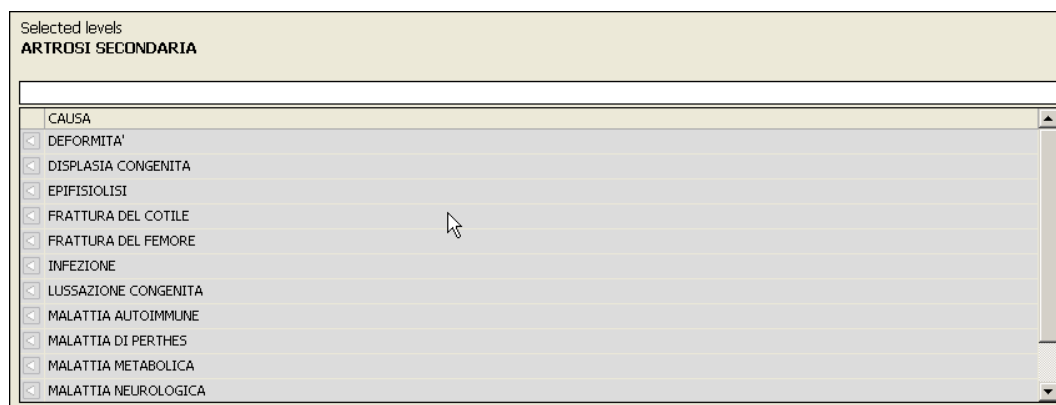 Selected levels
ARTROSI SECONDARIA
CAUSA
DEFORMITA'
DISPLASIA CONGENITA
EPIFISIOLISI
FRATTURA DEL COTILE
FRATTURA DEL FEMORE
INFEZIONE
LUSSAZIONE CONGENITA
MALATTIA AUTOIMMUNE
MALATTIA DI PERTHES
MALATTIA METABOLICA
MALATTIA NEUROLOGICA